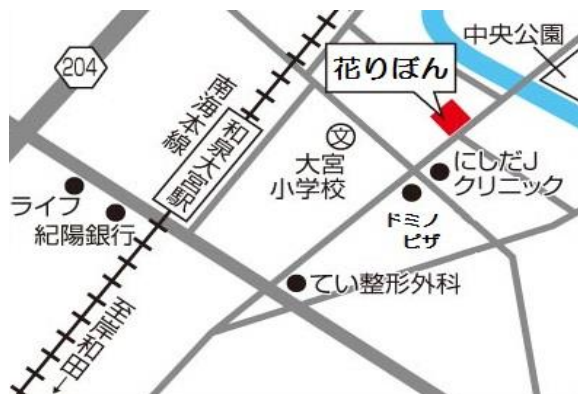 中央公園
204
花りぼん
南海本線
和泉大宮駅
文
大宮
小学校
にしだJ
クリニック
ドミノ
ピザ
ライフ
紀陽銀行
てい整形外科
至岸和田←